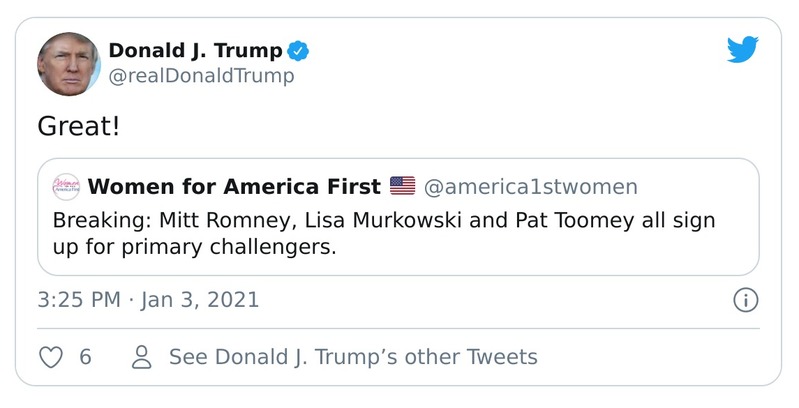 Donald J. Trump
@realDonaldTrump
Great!
Women for America First 🇺🇸 @america1stwomen
Breaking: Mitt Romney, Lisa Murkowski and Pat Toomey all sign
up for primary challengers.
3:25 PM · Jan 3, 2021
6 See Donald J. Trump’s other Tweets